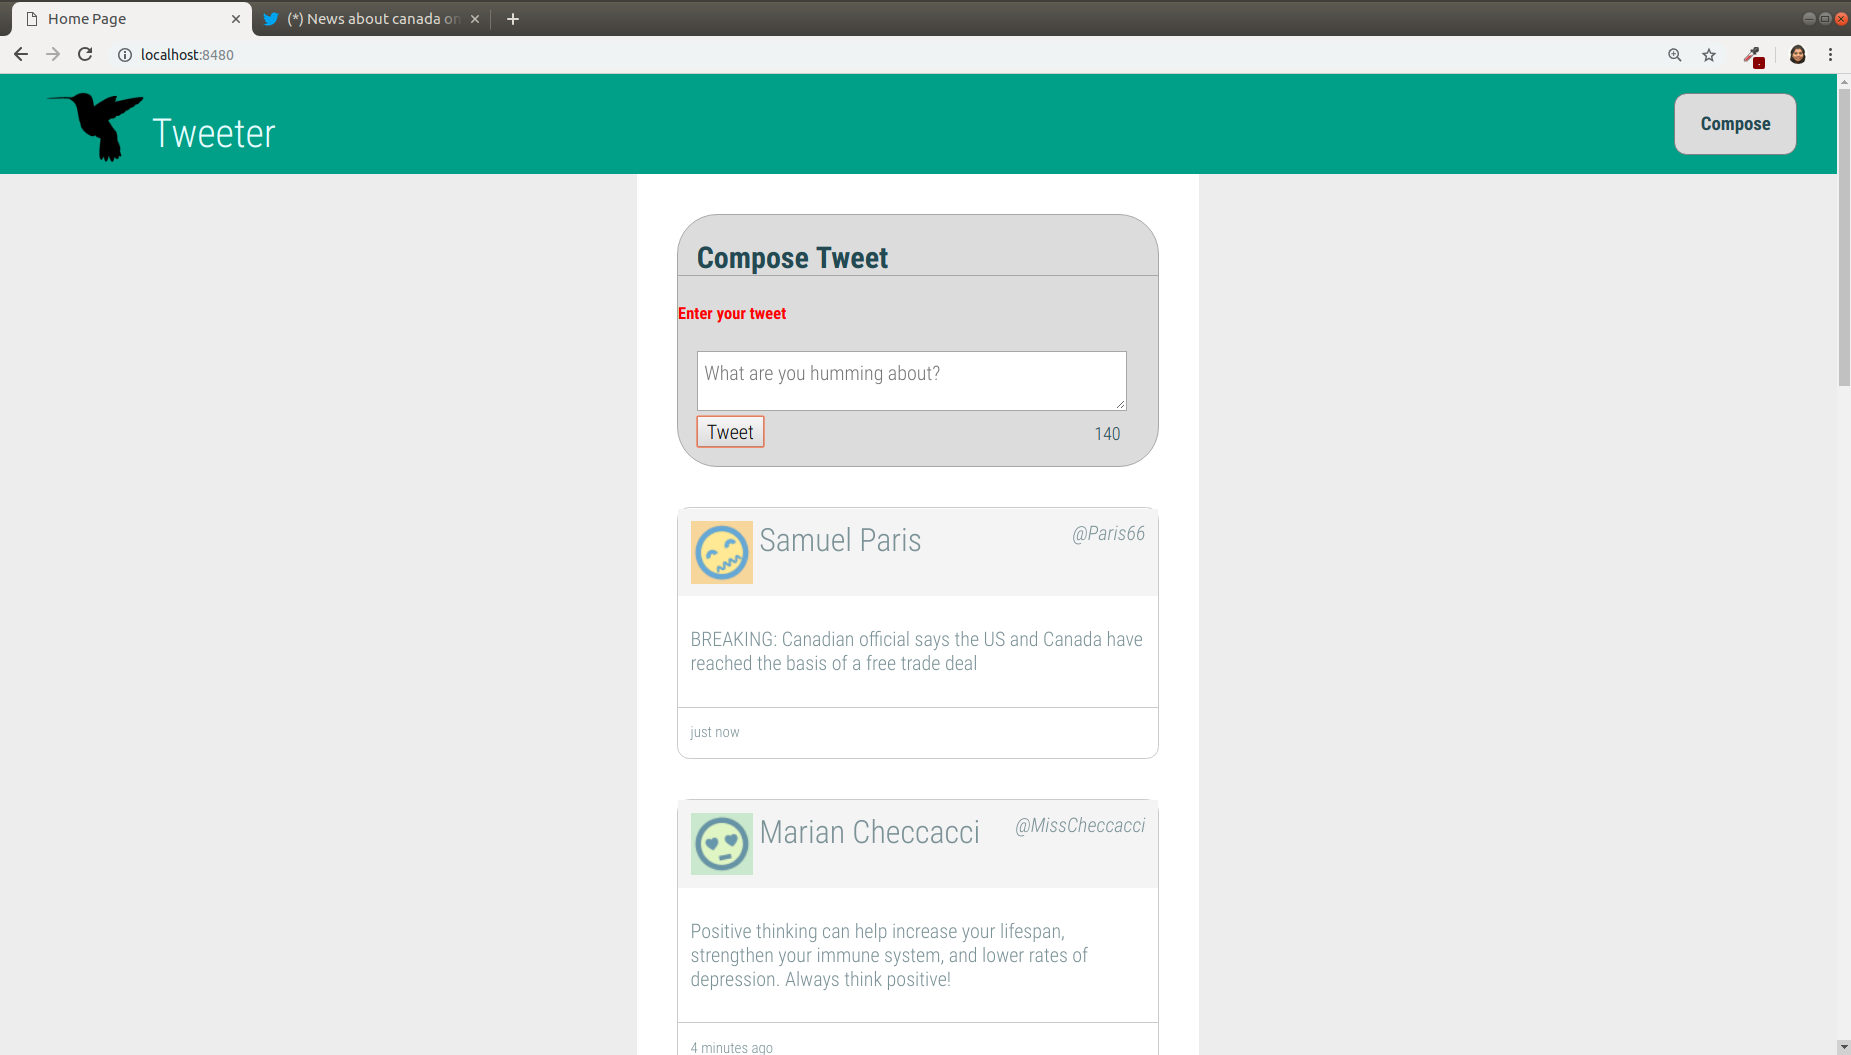 Home Page
(*) News about canada on
localhost:8480
Tweeter
Compose
Compose Tweet
Enter your tweet
What are you humming about?
Tweet
140
Samuel Paris
@Paris66
BREAKING: Canadian official says the US and Canada have
reached the basis of a free trade deal
just now
Marian Checcacci
@MissCheccacci
Positive thinking can help increase your lifespan,
strengthen your immune system, and lower rates of
depression. Always think positive!
4 minutes ago